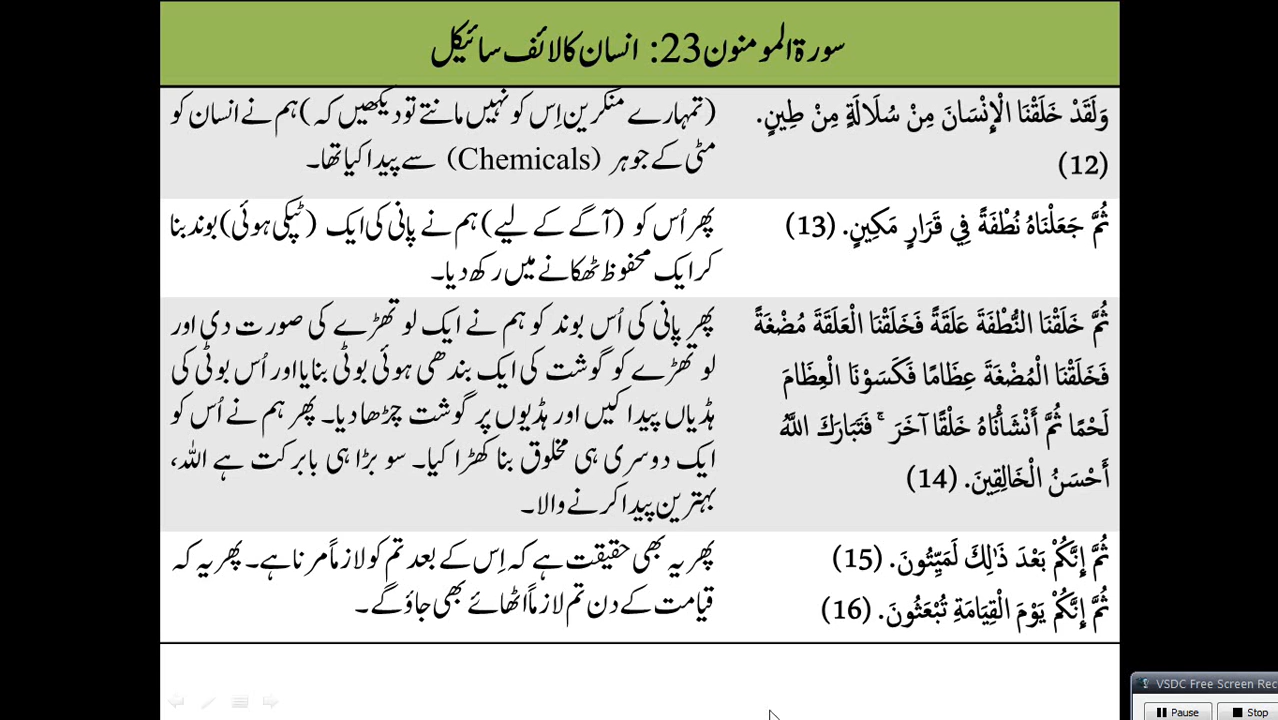 سورۃ المومنون 23: انسان کا لائف سائیکل
وَلَقَدْ خَلَقْنَا الْإِنْسَانَ مِنْ سُلَالَةٍ مِنْ طِينٍ.
(12)
(تمہارے منکرین اِس کو نہیں مانتے تو دیکھیں کہ) ہم نے انسان کو
مٹی کے جوہر (Chemicals) سے پیدا کیا تھا۔
ثُمَّ جَعَلْنَاهُ نُطْفَةً فِي قَرَارٍ مَكِينٍ. (13)
پھر اُس کو (آگے کے لیے) ہم نے پانی کی ایک (ٹپکی ہوئی) بوند بنا
کر ایک محفوظ ٹھکانے میں رکھ دیا۔
ثُمَّ خَلَقْنَا النُّطْفَةَ عَلَقَةً فَخَلَقْنَا الْعَلَقَةَ مُضْغَةً
فَخَلَقْنَا الْمُضْغَةَ عِظَامًا فَكَسَوْنَا الْعِظَامَ
لَحْمًا ثُمَّ أَنْشَأْنَاهُ خَلْقًا آخَرَ ۚ فَتَبَارَكَ اللَّهُ
أَحْسَنُ الْخَالِقِينَ. (14)
پھر پانی کی اُس بوند کو ہم نے ایک لو تھڑے کی صورت دی اور
لو تھڑے کو گوشت کی ایک بندھی ہوئی بوٹی بنایا اور اُس بوٹی کی
ہڈیاں پیدا کیں اور ہڈیوں پر گوشت چڑھا دیا۔ پھر ہم نے اُس کو
ایک دوسری ہی مخلوق بنا کھڑا کیا۔ سو بڑا ہی بابرکت ہے اللہ،
بہترین پیدا کرنے والا۔
ثُمَّ إِنَّكُمْ بَعْدَ ذَٰلِكَ لَمَيِّتُونَ. (15)
ثُمَّ إِنَّكُمْ يَوْمَ الْقِيَامَةِ تُبْعَثُونَ. (16)
پھر یہ بھی حقیقت ہے کہ اِس کے بعد تم کو لازماً مرنا ہے۔ پھر یہ کہ
قیامت کے دن تم لازماً اٹھائے بھی جاؤ گے۔
VSDC Free Screen Rec
Pause Stop